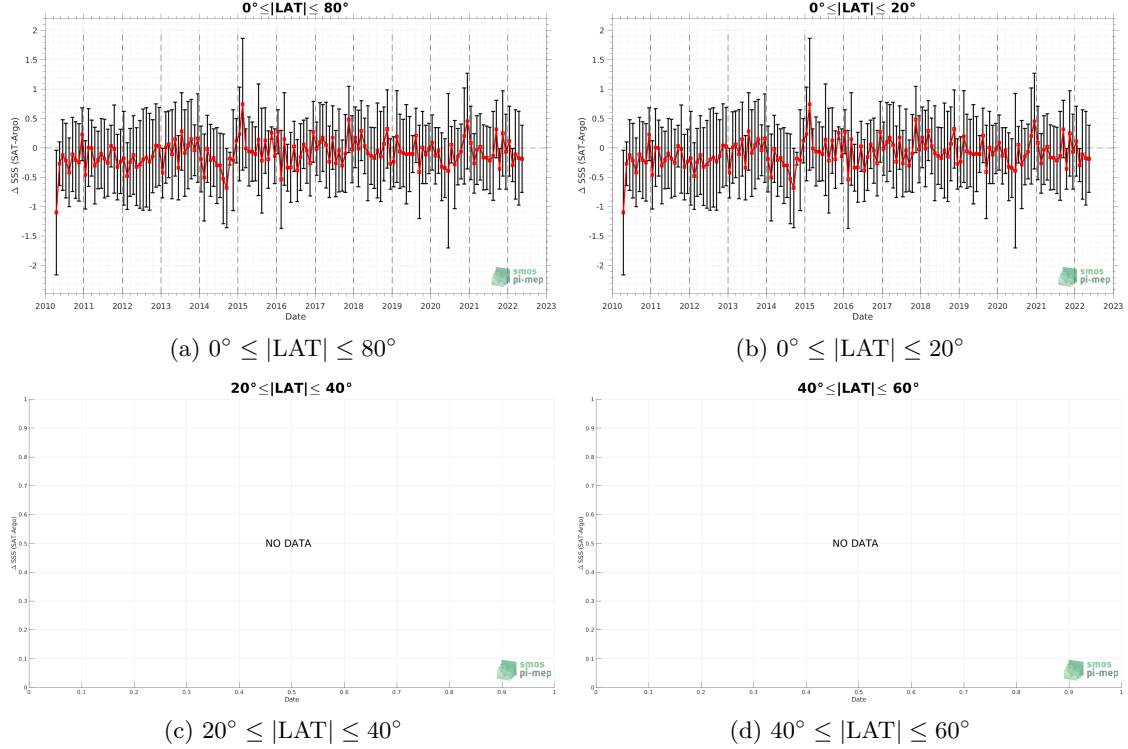 0°≤|LAT|≤ 80°
Δ SSS (SAT-Argo)
2
1.5
1
0.5
0
-0.5
-1
-1.5
-2
2010 2011 2012 2013 2014 2015 2016 2017 2018 2019 2020 2021 2022 2023
Date
smos
pi-mep
(a) 0° ≤ |LAT| ≤ 80°
0°≤|LAT|≤ 20°
Δ SSS (SAT-Argo)
2
1.5
1
0.5
0
-0.5
-1
-1.5
-2
2010 2011 2012 2013 2014 2015 2016 2017 2018 2019 2020 2021 2022 2023
Date
smos
pi-mep
(b) 0° ≤ |LAT| ≤ 20°
20°≤|LAT|≤ 40°
Δ SSS (SAT-Argo)
1
0.9
0.8
0.7
0.6
0.5
0.4
0.3
0.2
0.1
0
NO DATA
0 0.1 0.2 0.3 0.4 0.5 0.6 0.7 0.8 0.9 1
Date
smos
pi-mep
(c) 20° ≤ |LAT| ≤ 40°
40°≤|LAT|≤ 60°
Δ SSS (SAT-Argo)
1
0.9
0.8
0.7
0.6
0.5
0.4
0.3
0.2
0.1
0
NO DATA
0 0.1 0.2 0.3 0.4 0.5 0.6 0.7 0.8 0.9 1
Date
smos
pi-mep
(d) 40° ≤ |LAT| ≤ 60°